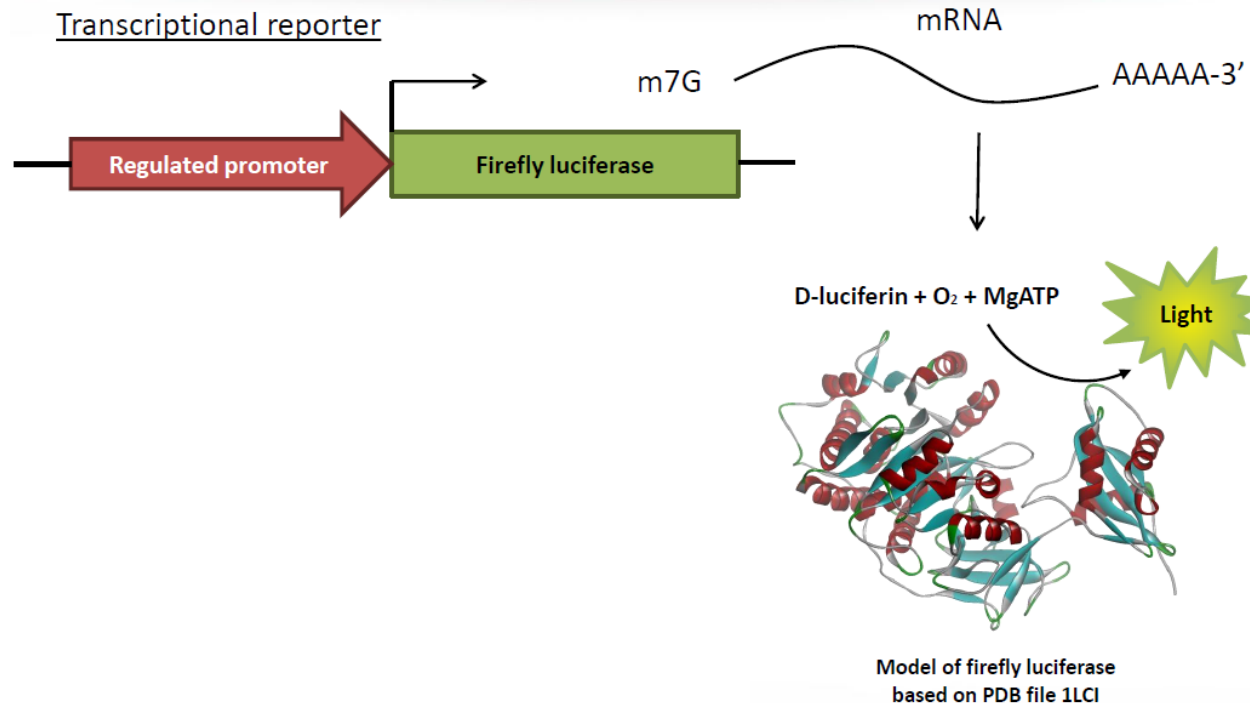 Transcriptional reporter
mRNA
m7G
AAAAA-3’
Regulated promoter
Firefly luciferase
D-luciferin + O₂ + MgATP
Light
Model of firefly luciferase
based on PDB file 1LCI